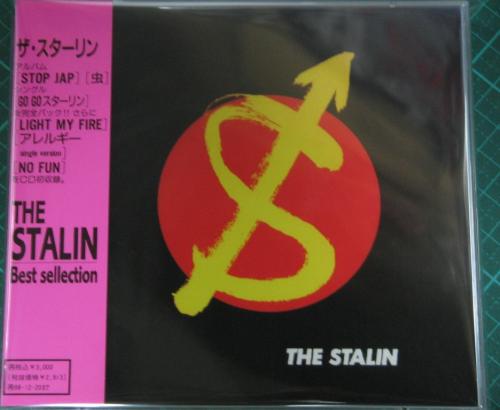 ザ・スターリン
アルバム
[STOP JAP] [虫]
シングル
[GO GOスターリン]
を完全パック!! さらに
[LIGHT MY FIRE]
[アレルギー
single version]
[NO FUN]
をCD初収録。
THE
STALIN
Best sellection
THE STALIN